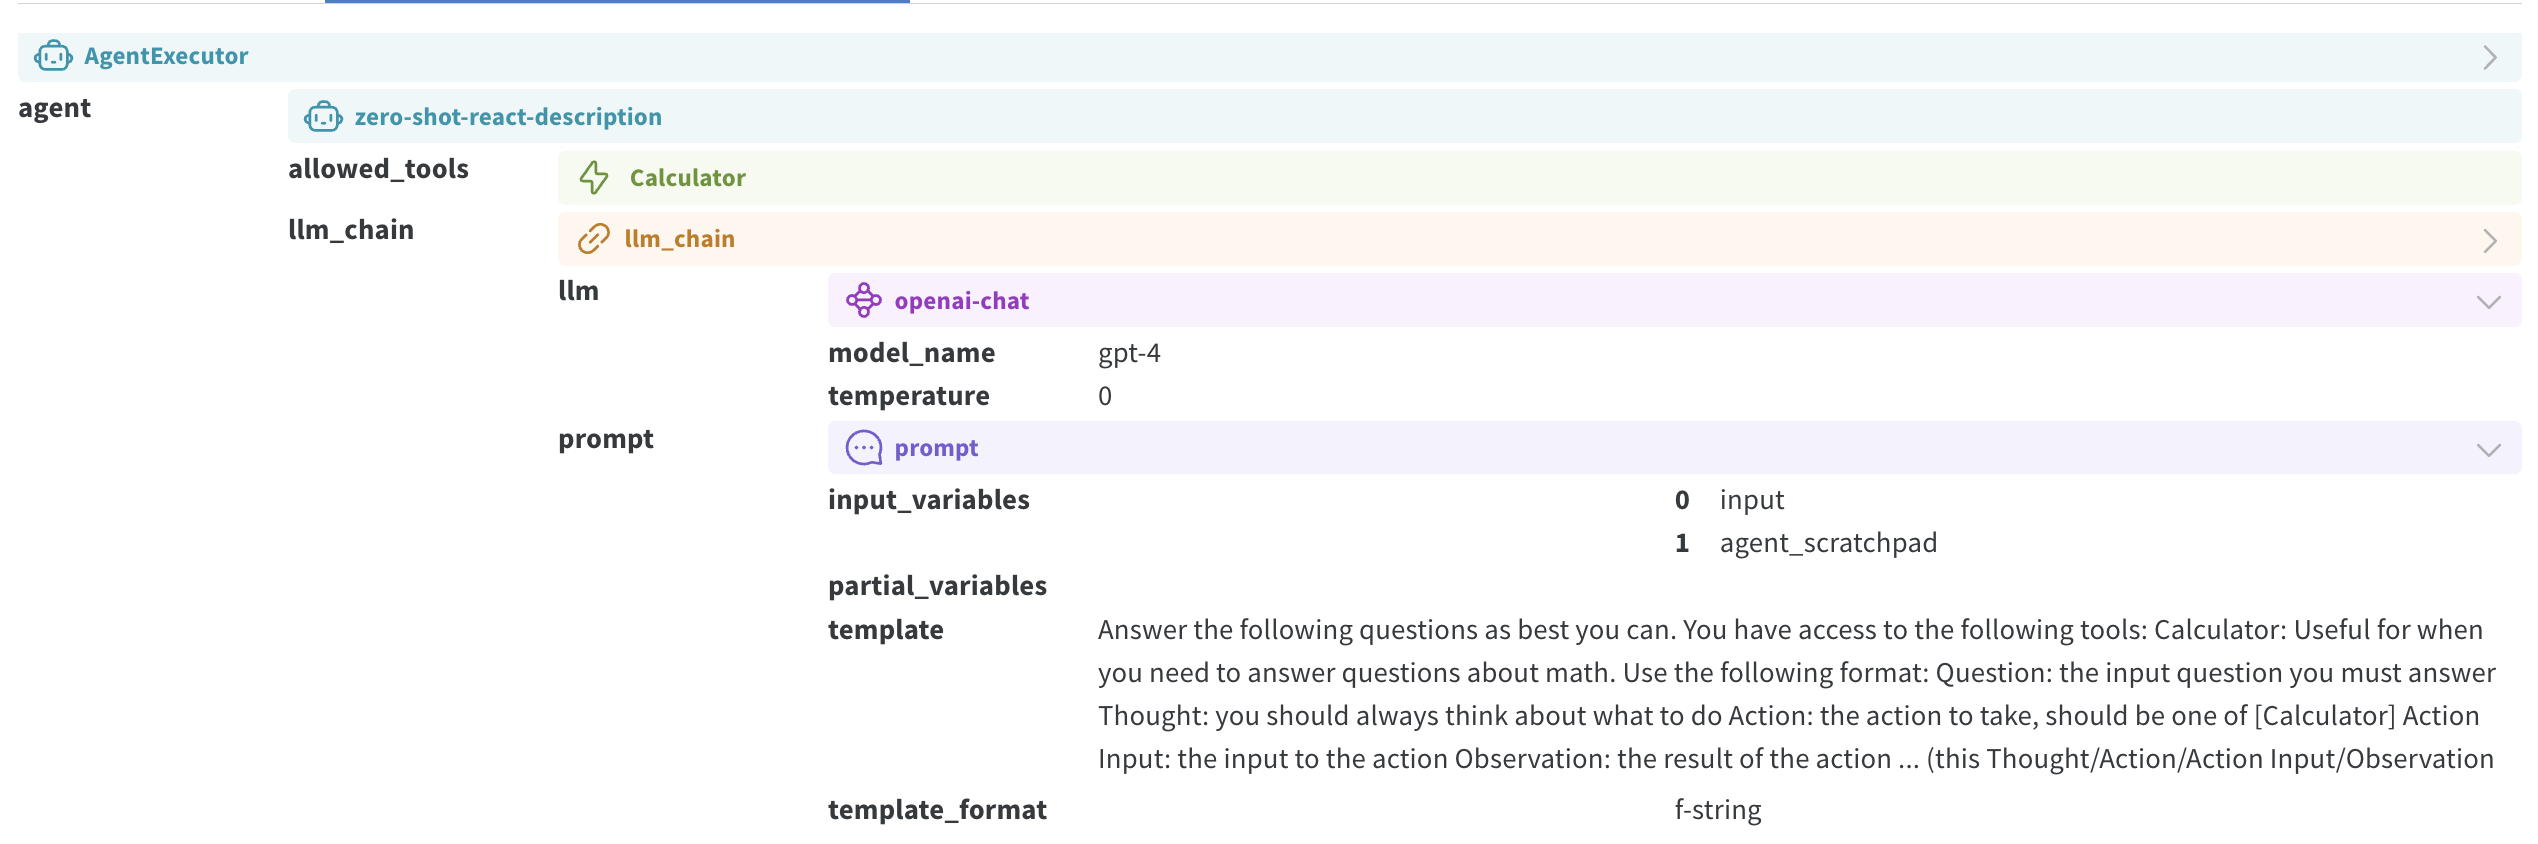 AgentExecutor
agent
zero-shot-react-description
allowed_tools
Calculator
llm_chain
llm_chain
llm
openai-chat
model_name gpt-4
temperature 0
prompt
prompt
input_variables 0 input
1 agent_scratchpad
partial_variables
template Answer the following questions as best you can. You have access to the following tools: Calculator: Useful for when
you need to answer questions about math. Use the following format: Question: the input question you must answer
Thought: you should always think about what to do Action: the action to take, should be one of [Calculator] Action
Input: the input to the action Observation: the result of the action ... (this Thought/Action/Action Input/Observation
template_format f-string